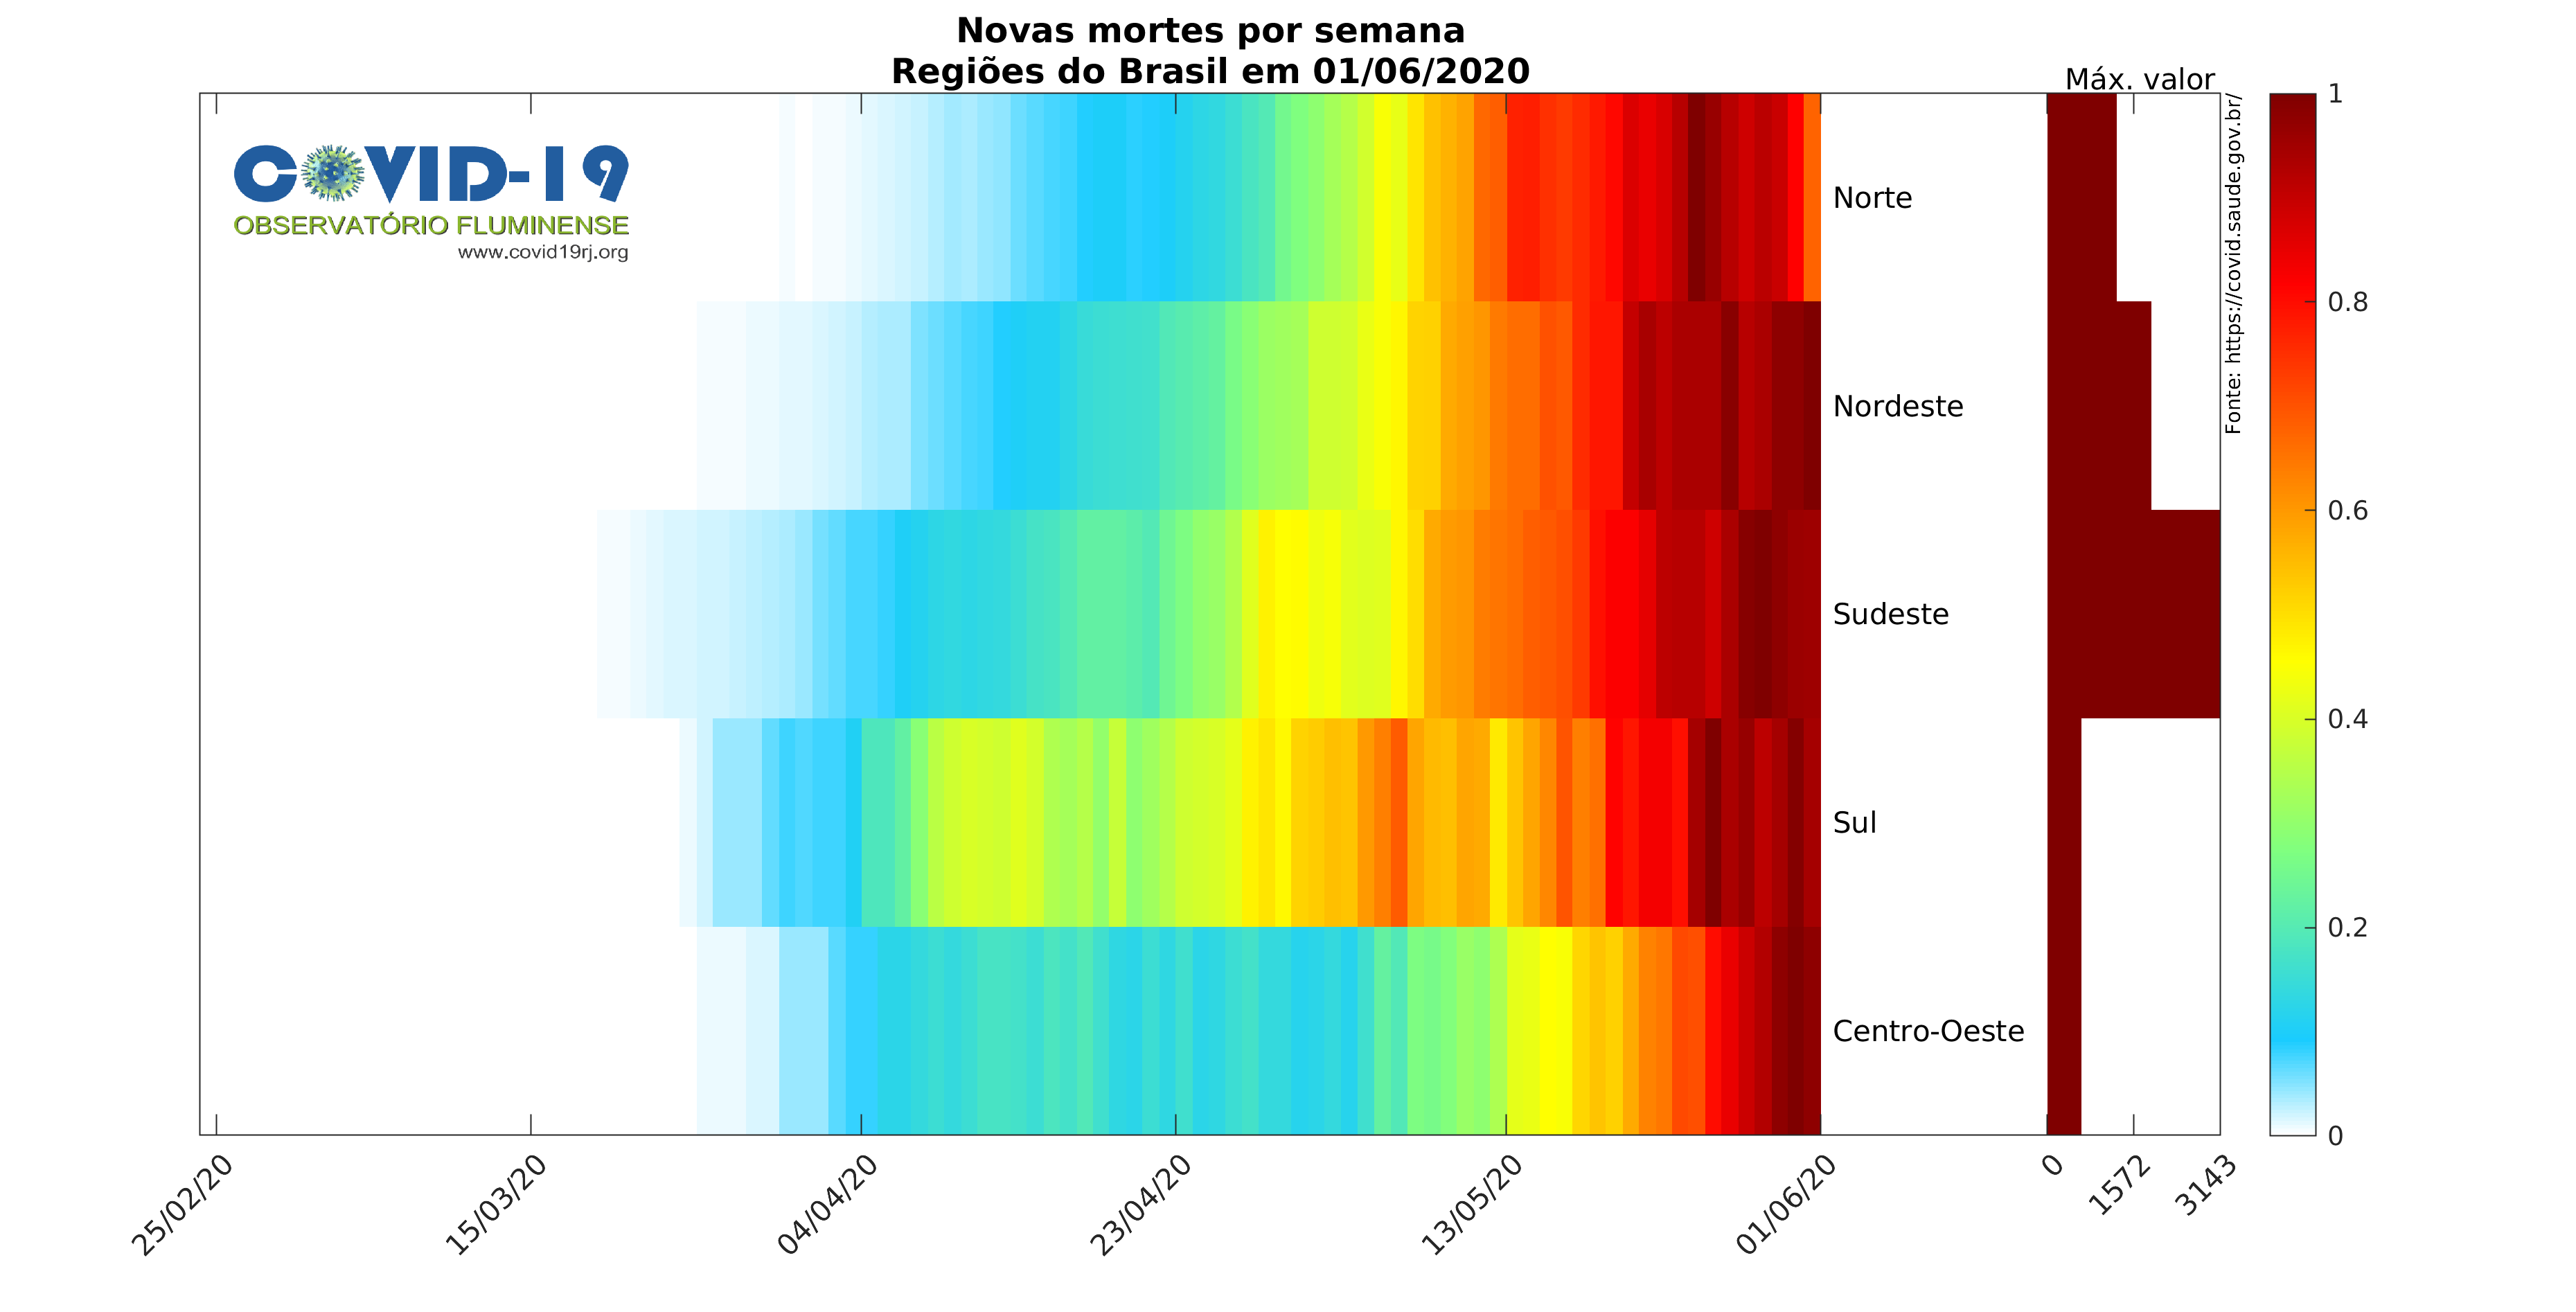 Novas mortes por semana
Regiões do Brasil em 01/06/2020
Máx. valor
COVID-19
OBSERVATÓRIO FLUMINENSE
www.covid19rj.org
Norte
Nordeste
Sudeste
Sul
Centro-Oeste
Fonte: https://covid.saude.gov.br/
1
0.8
0.6
0.4
0.2
0
25/02/20
15/03/20
04/04/20
23/04/20
13/05/20
01/06/20
0
1572
3143